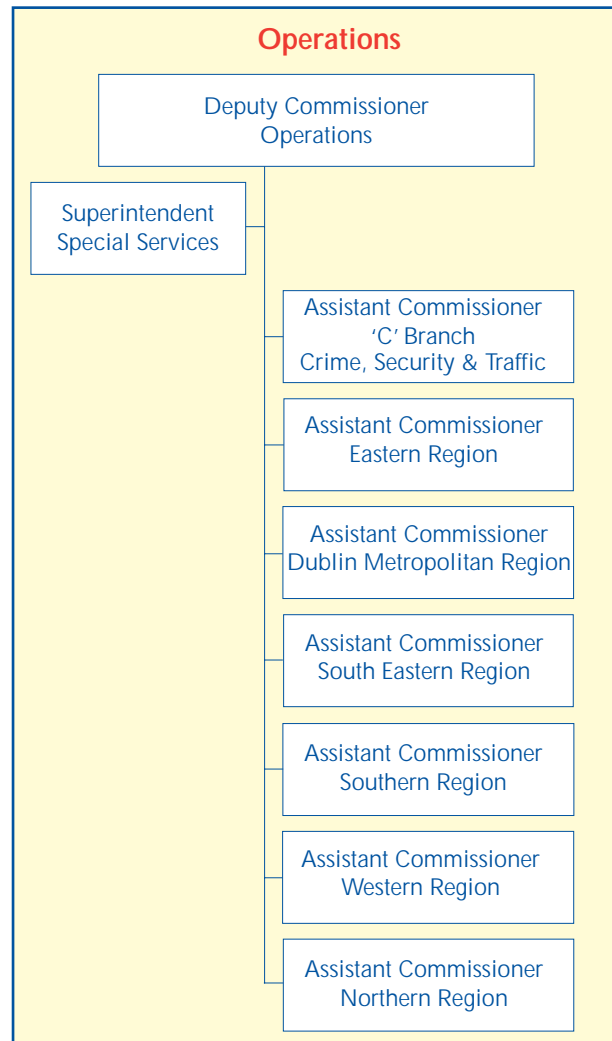 Operations
Deputy Commissioner
Operations
Superintendent
Special Services
Assistant Commissioner
‘C’ Branch
Crime, Security & Traffic
Assistant Commissioner
Eastern Region
Assistant Commissioner
Dublin Metropolitan Region
Assistant Commissioner
South Eastern Region
Assistant Commissioner
Southern Region
Assistant Commissioner
Western Region
Assistant Commissioner
Northern Region